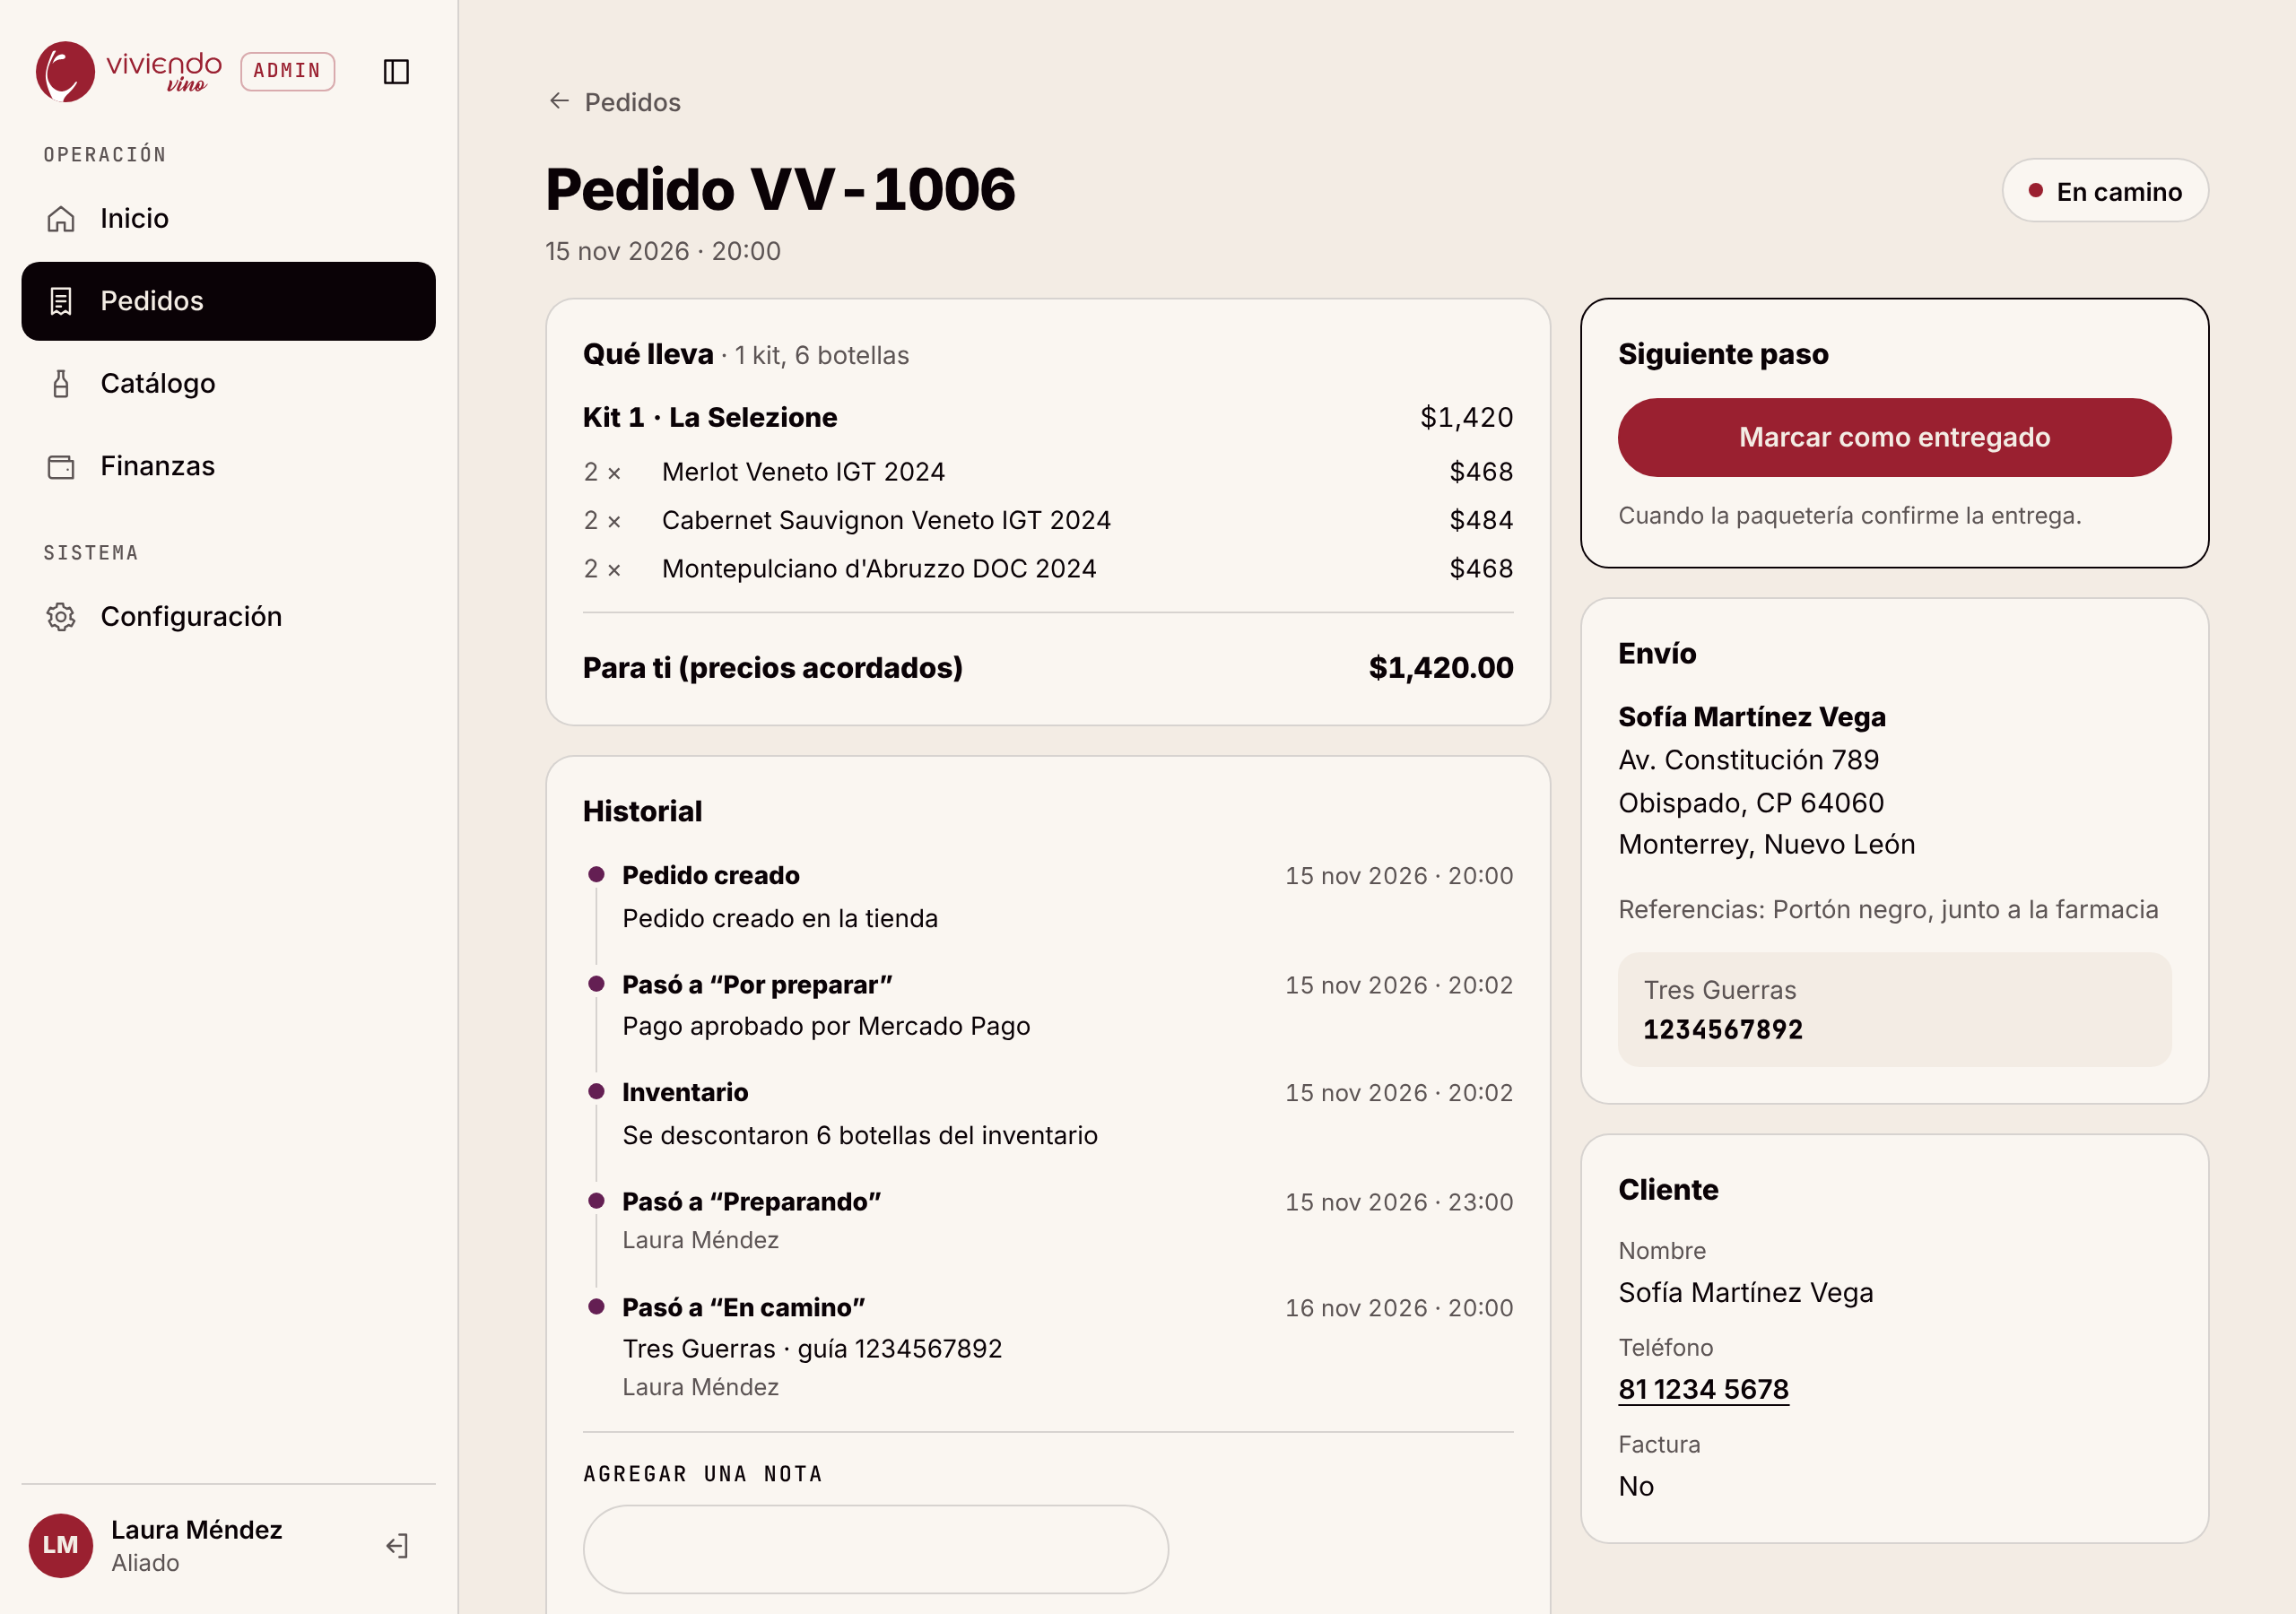 viviendo
vino
ADMIN
OPERACIÓN
Inicio
Pedidos
Catálogo
Finanzas
SISTEMA
Configuración
LM
Laura Méndez
Aliado
← Pedidos
Pedido VV-1006
15 nov 2026 · 20:00
En camino
Qué lleva · 1 kit, 6 botellas
Kit 1 · La Selezione $1,420
2 × Merlot Veneto IGT 2024 $468
2 × Cabernet Sauvignon Veneto IGT 2024 $484
2 × Montepulciano d'Abruzzo DOC 2024 $468
Para ti (precios acordados) $1,420.00
Historial
Pedido creado 15 nov 2026 · 20:00
Pedido creado en la tienda
Pasó a “Por preparar” 15 nov 2026 · 20:02
Pago aprobado por Mercado Pago
Inventario 15 nov 2026 · 20:02
Se descontaron 6 botellas del inventario
Pasó a “Preparando” 15 nov 2026 · 23:00
Laura Méndez
Pasó a “En camino” 16 nov 2026 · 20:00
Tres Guerras · guía 1234567892
Laura Méndez
AGREGAR UNA NOTA
Siguiente paso
Marcar como entregado
Cuando la paquetería confirme la entrega.
Envío
Sofía Martínez Vega
Av. Constitución 789
Obispado, CP 64060
Monterrey, Nuevo León
Referencias: Portón negro, junto a la farmacia
Tres Guerras
1234567892
Cliente
Nombre
Sofía Martínez Vega
Teléfono
81 1234 5678
Factura
No